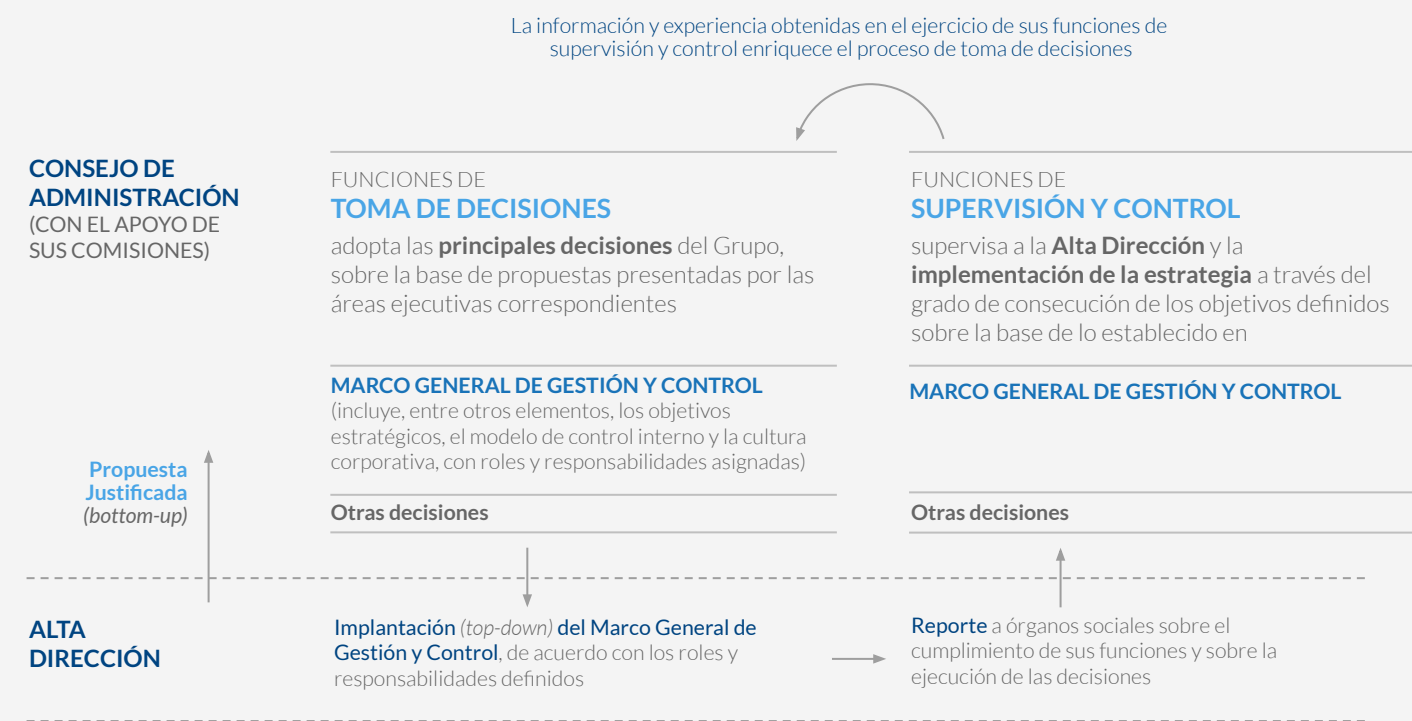 La información y experiencia obtenidas en el ejercicio de sus funciones de
supervisión y control enriquece el proceso de toma de decisiones
CONSEJO DE
ADMINISTRACIÓN
(CON EL APOYO DE
SUS COMISIONES)
FUNCIONES DE
TOMA DE DECISIONES
adopta las principales decisiones del Grupo,
sobre la base de propuestas presentadas por las
áreas ejecutivas correspondientes
FUNCIONES DE
SUPERVISIÓN Y CONTROL
supervisa a la Alta Dirección y la
implementación de la estrategia a través del
grado de consecución de los objetivos definidos
sobre la base de lo establecido en
MARCO GENERAL DE GESTIÓN Y CONTROL
(incluye, entre otros elementos, los objetivos
estratégicos, el modelo de control interno y la cultura
corporativa, con roles y responsabilidades asignadas)
MARCO GENERAL DE GESTIÓN Y CONTROL
Propuesta
Justificada
(bottom-up)
Otras decisiones
Otras decisiones
ALTA
DIRECCIÓN
Implantación (top-down) del Marco General de
Gestión y Control, de acuerdo con los roles y
responsabilidades definidos
Reporte a órganos sociales sobre el
cumplimiento de sus funciones y sobre la
ejecución de las decisiones